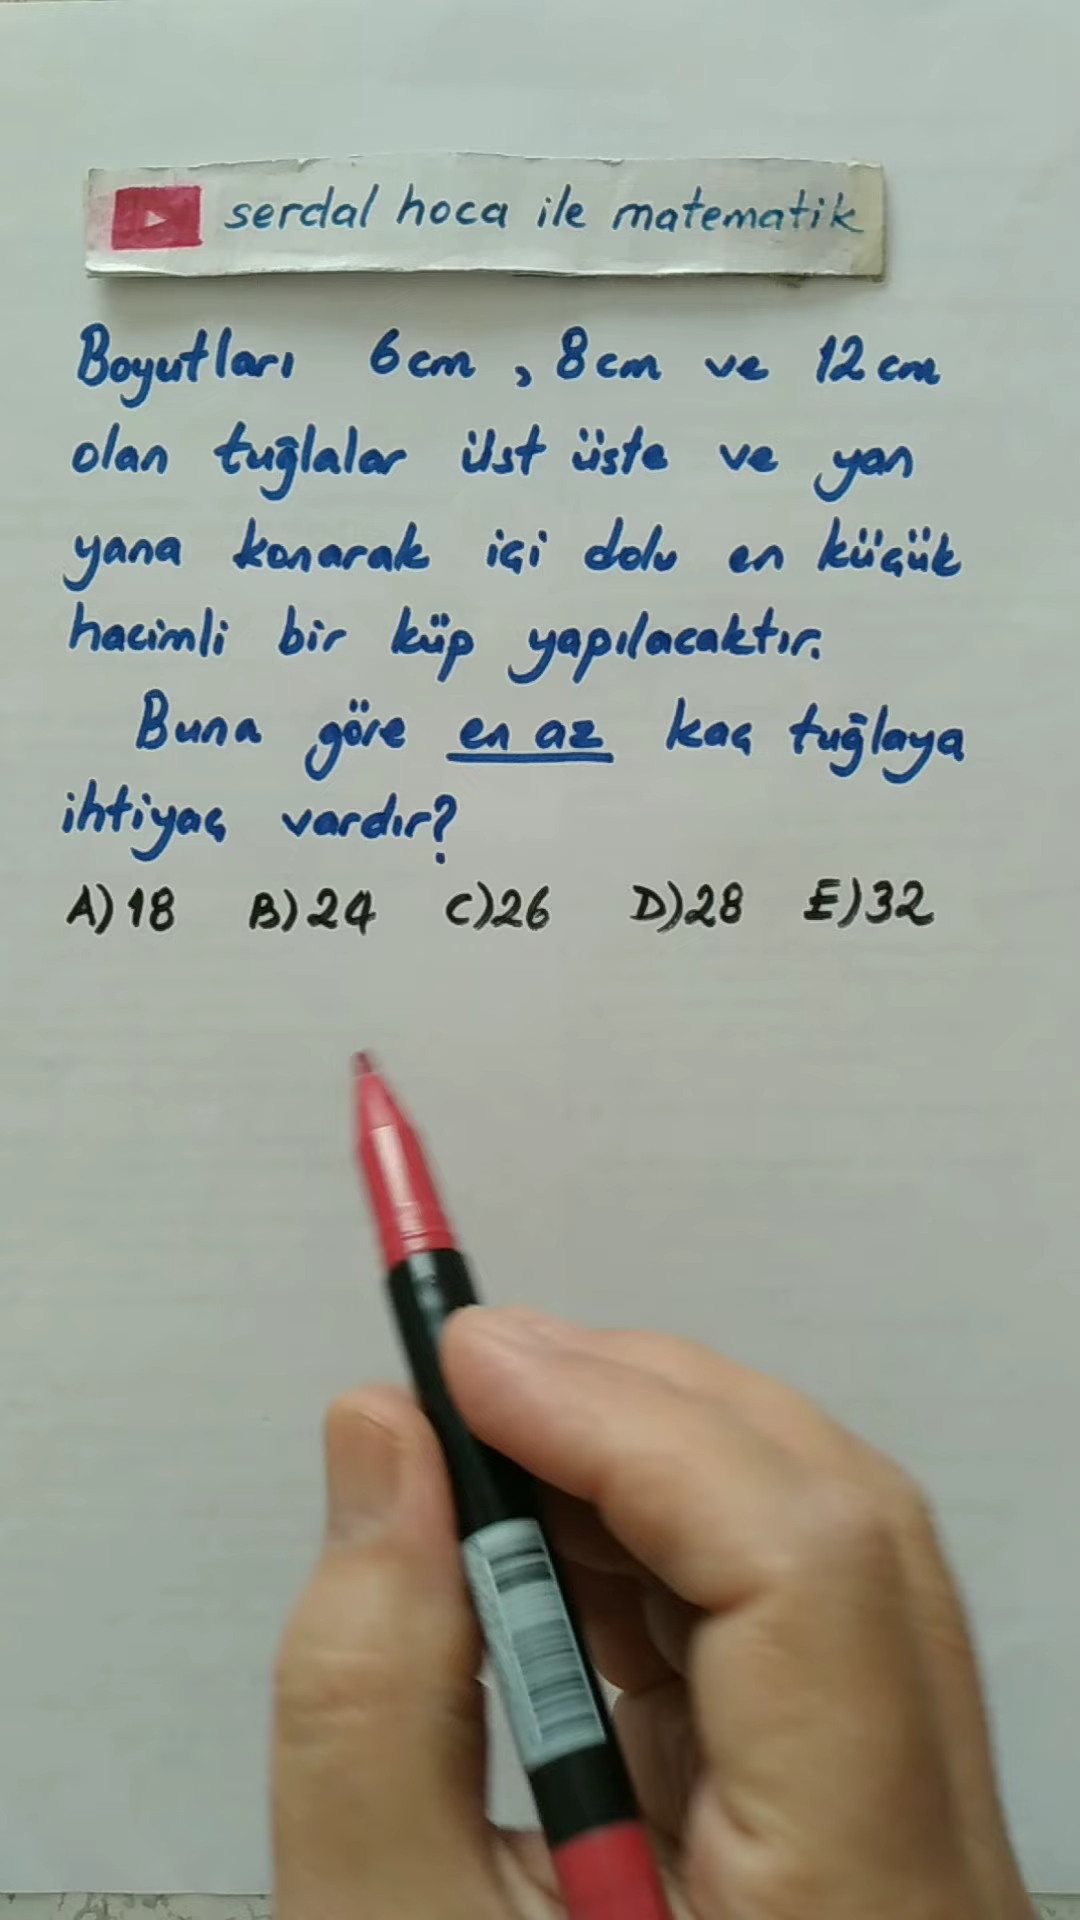 serdal hoca ile matematik
Boyutları 6cm, 8cm ve 12cm
olan tuğlalar üst üste ve yan
yana konarak içi dolu en küçük
hacimli bir küp yapılacaktır.
Buna göre en az kaç tuğlaya
ihtiyaç vardır?
A)18 B)24 C)26 D)28 E)32